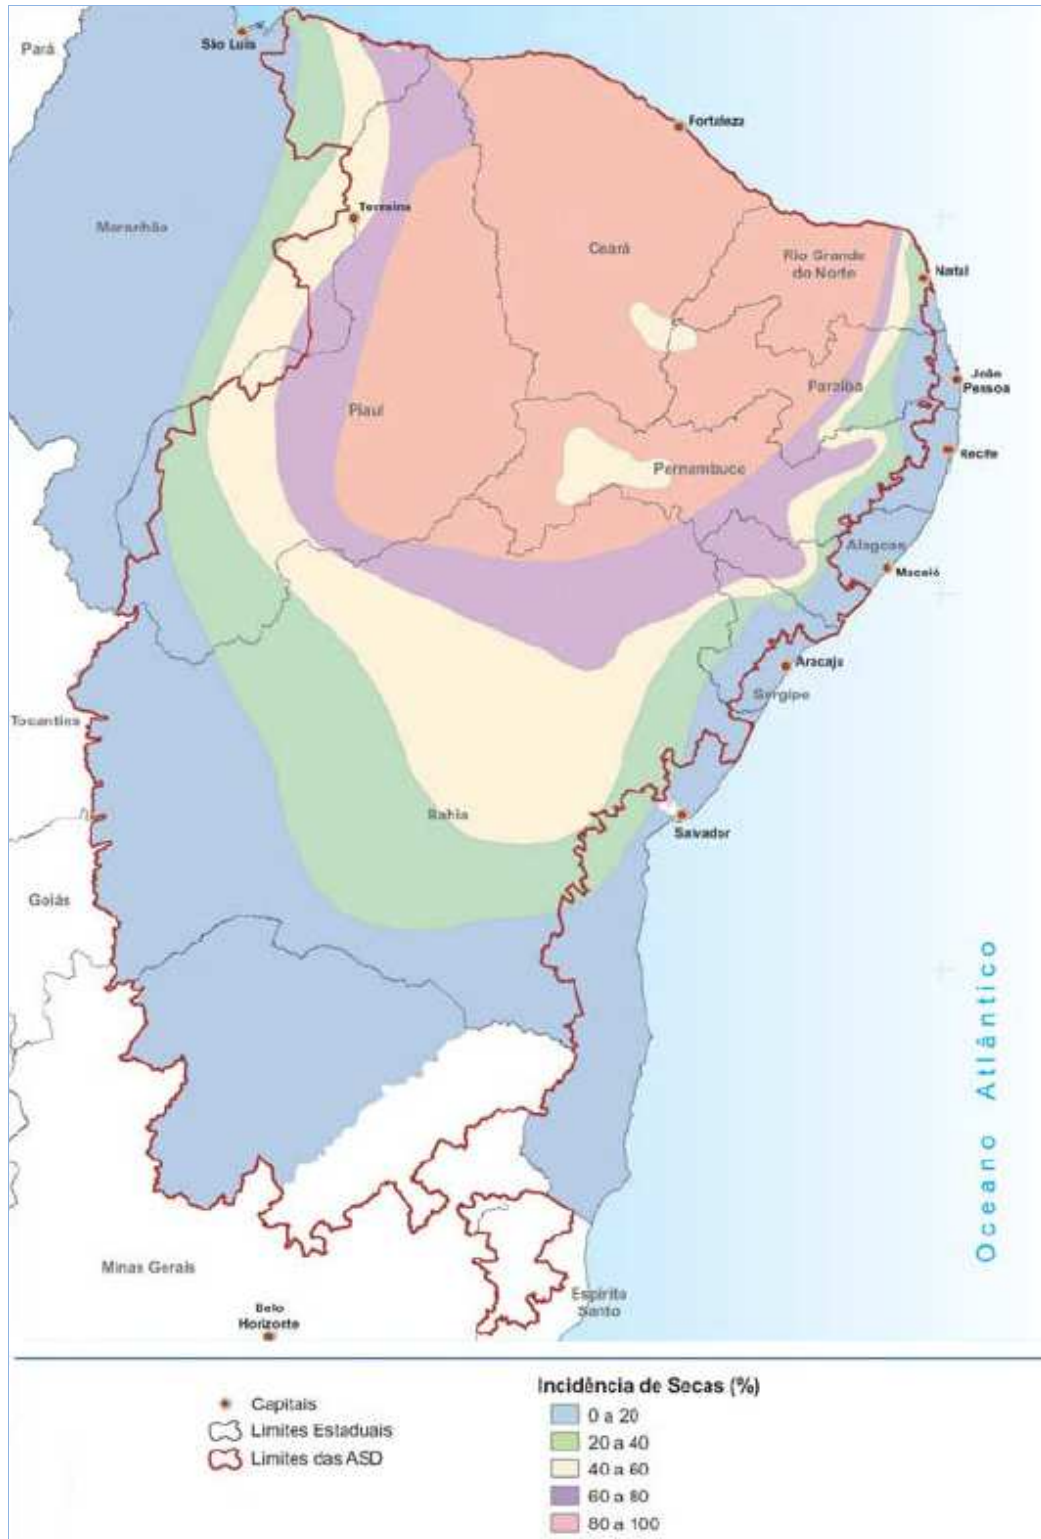 Pará
São Luís
Fortaleza
Teresina
Maranhão
Ceará
Rio Grande
do Norte
Natal
João
Pessoa
Paraíba
Piauí
Recife
Pernambuco
Alagoas
Maceió
Aracaju
Sergipe
Tocantins
Bahia
Salvador
Goiás
Oceano Atlântico
Minas Gerais
Espírito
Santo
Belo
Horizonte
Incidência de Secas (%)
Capitais
0 a 20
Limites Estaduais
20 a 40
Limites das ASD
40 a 60
60 a 80
80 a 100